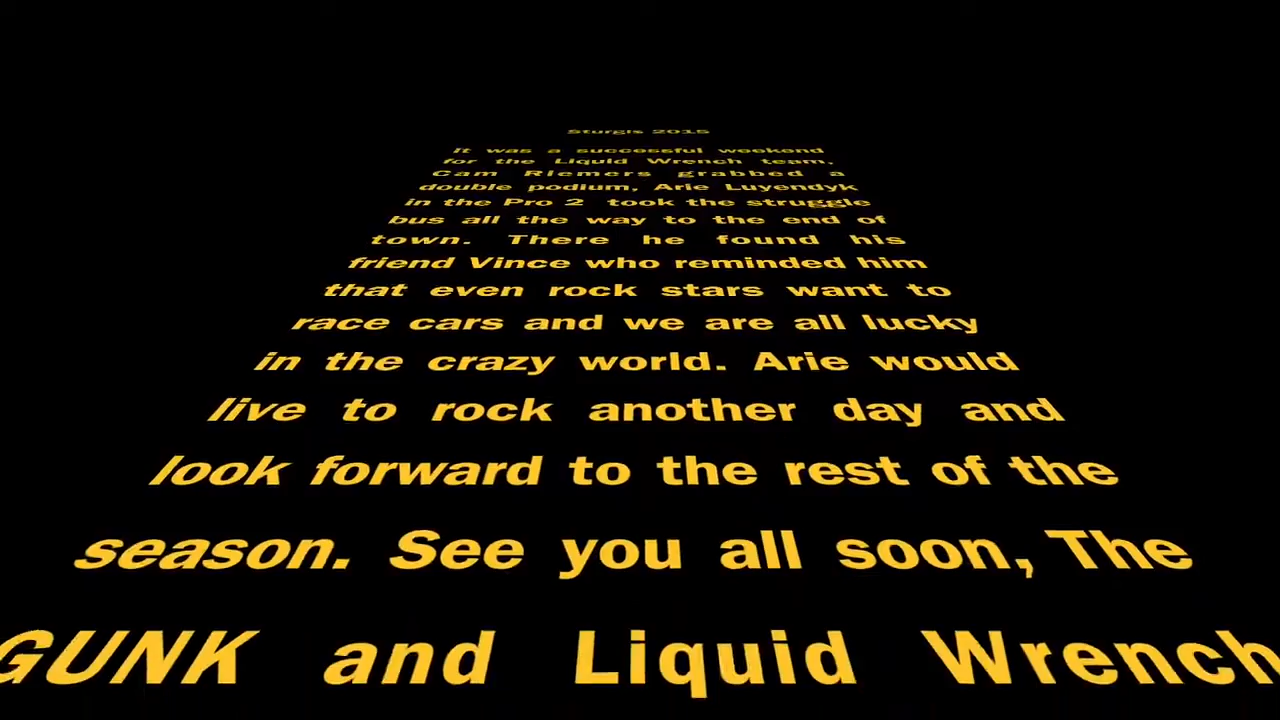 Sturgis 2015
It was a successful weekend
for the Liquid Wrench team,
Cam Riemers grabbed a
double podium, Arie Luyendyk
in the Pro 2 took the struggle
bus all the way to the end of
town. There he found his
friend Vince who reminded him
that even rock stars want to
race cars and we are all lucky
in the crazy world. Arie would
live to rock another day and
look forward to the rest of the
season. See you all soon, The
GUNK and Liquid Wrench